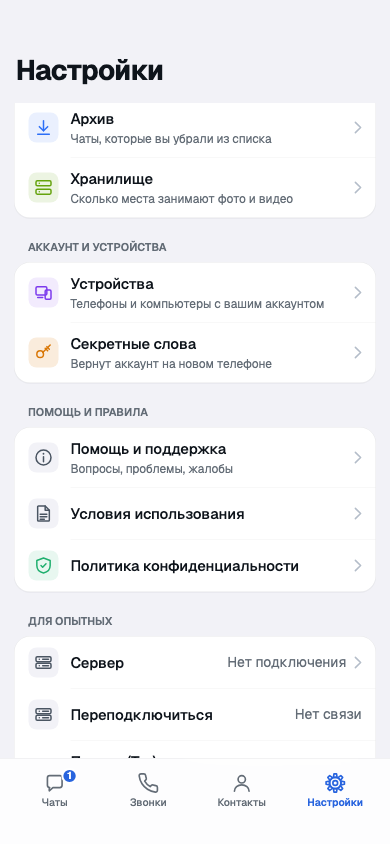 Настройки
Архив
Чаты, которые вы убрали из списка
Хранилище
Сколько места занимают фото и видео
АККАУНТ И УСТРОЙСТВА
Устройства
Телефоны и компьютеры с вашим аккаунтом
Секретные слова
Вернут аккаунт на новом телефоне
ПОМОЩЬ И ПРАВИЛА
Помощь и поддержка
Вопросы, проблемы, жалобы
Условия использования
Политика конфиденциальности
ДЛЯ ОПЫТНЫХ
Сервер Нет подключения
Переподключиться Нет связи
1
Чаты Звонки Контакты Настройки